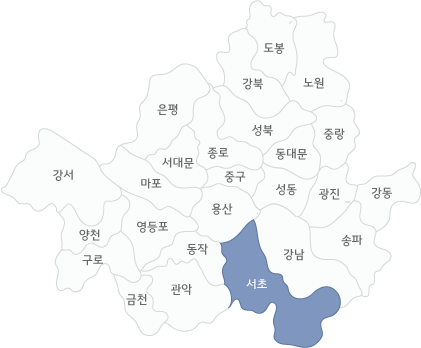 도봉
강북
노원
은평
성북
중랑
서대문
종로
동대문
강서
마포
중구
성동
광진
강동
용산
양천
영등포
동작
강남
송파
구로
서초
금천
관악